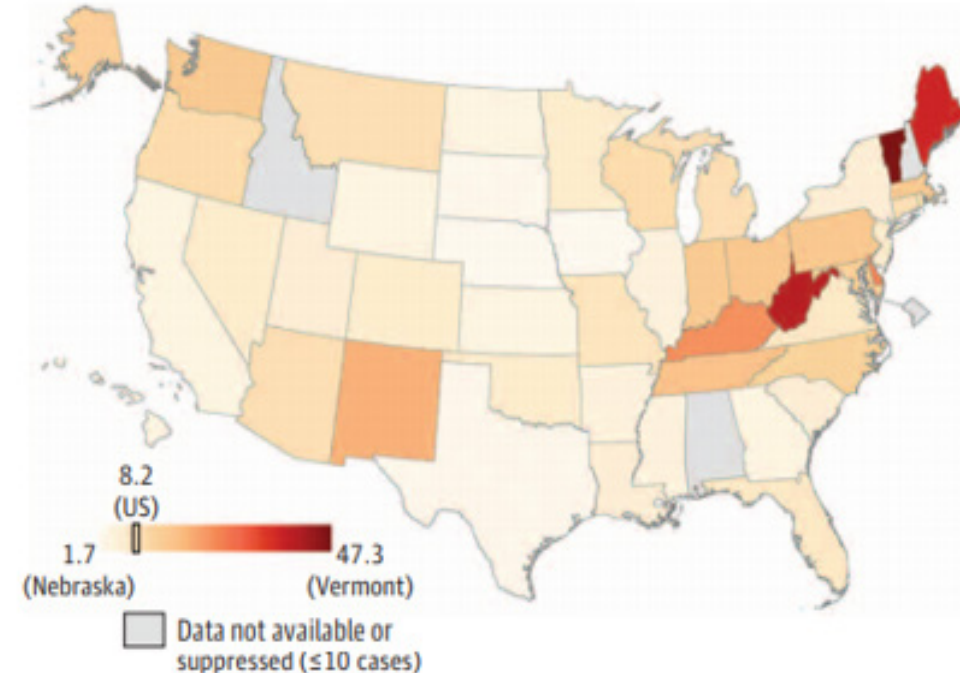 8.2
(US)
1.7
47.3
(Nebraska)
(Vermont)
Data not available or
suppressed (≤10 cases)